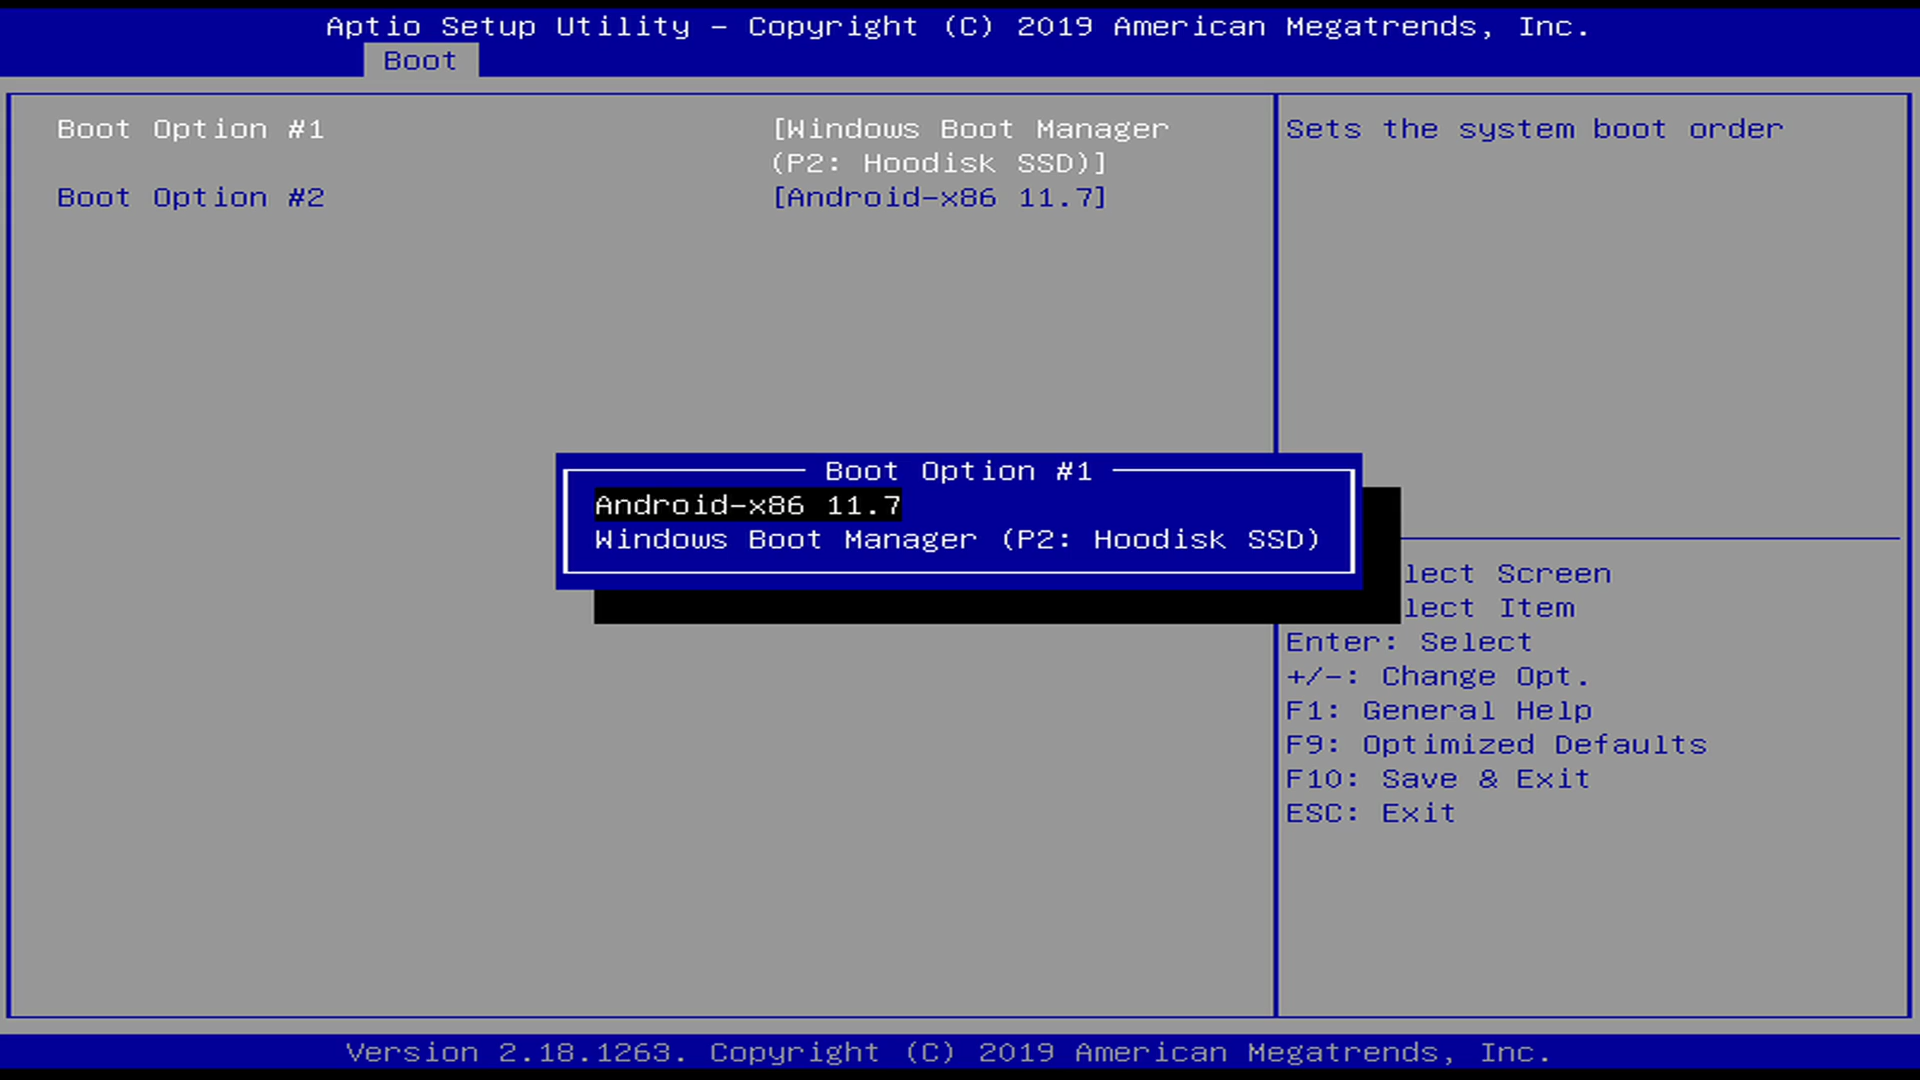 Aptio Setup Utility – Copyright (C) 2019 American Megatrends, Inc.
Boot
Boot Option #1 [Windows Boot Manager
(P2: Hoodisk SSD)]
Boot Option #2 [Android–x86 11.7]
Sets the system boot order
Boot Option #1
Android–x86 11.7
Windows Boot Manager (P2: Hoodisk SSD)
lect Screen
lect Item
Enter: Select
+/–: Change Opt.
F1: General Help
F9: Optimized Defaults
F10: Save & Exit
ESC: Exit
Version 2.18.1263. Copyright (C) 2019 American Megatrends, Inc.